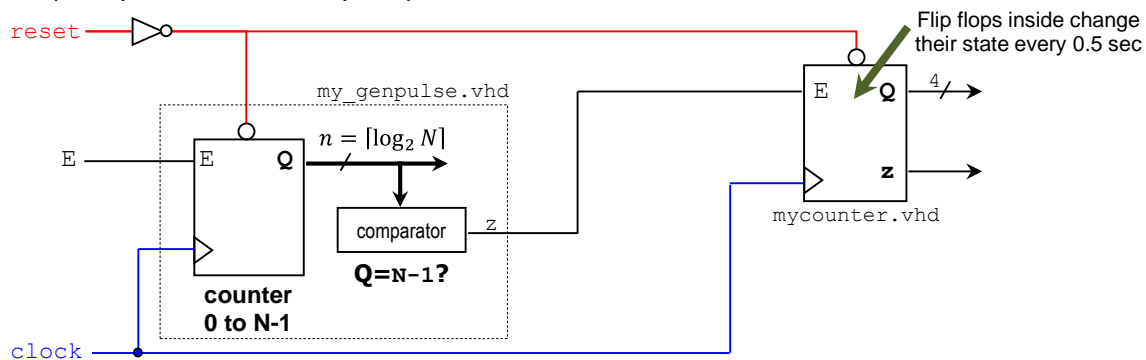 Flip flops inside change
their state every 0.5 sec
reset
my_genpulse.vhd
E
Q
4
E
E
Q
n = ⌈log₂ N⌉
z
comparator
z
mycounter.vhd
Q=N-1?
counter
0 to N-1
clock